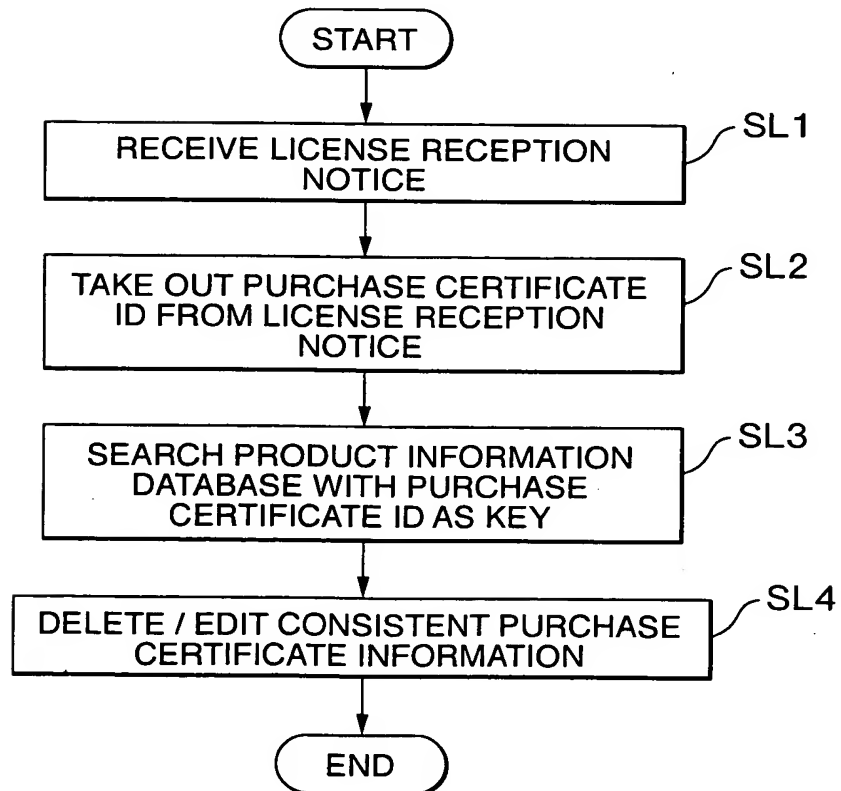 START
RECEIVE LICENSE RECEPTION
NOTICE
SL1
TAKE OUT PURCHASE CERTIFICATE
ID FROM LICENSE RECEPTION
NOTICE
SL2
SEARCH PRODUCT INFORMATION
DATABASE WITH PURCHASE
CERTIFICATE ID AS KEY
SL3
DELETE / EDIT CONSISTENT PURCHASE
CERTIFICATE INFORMATION
SL4
END